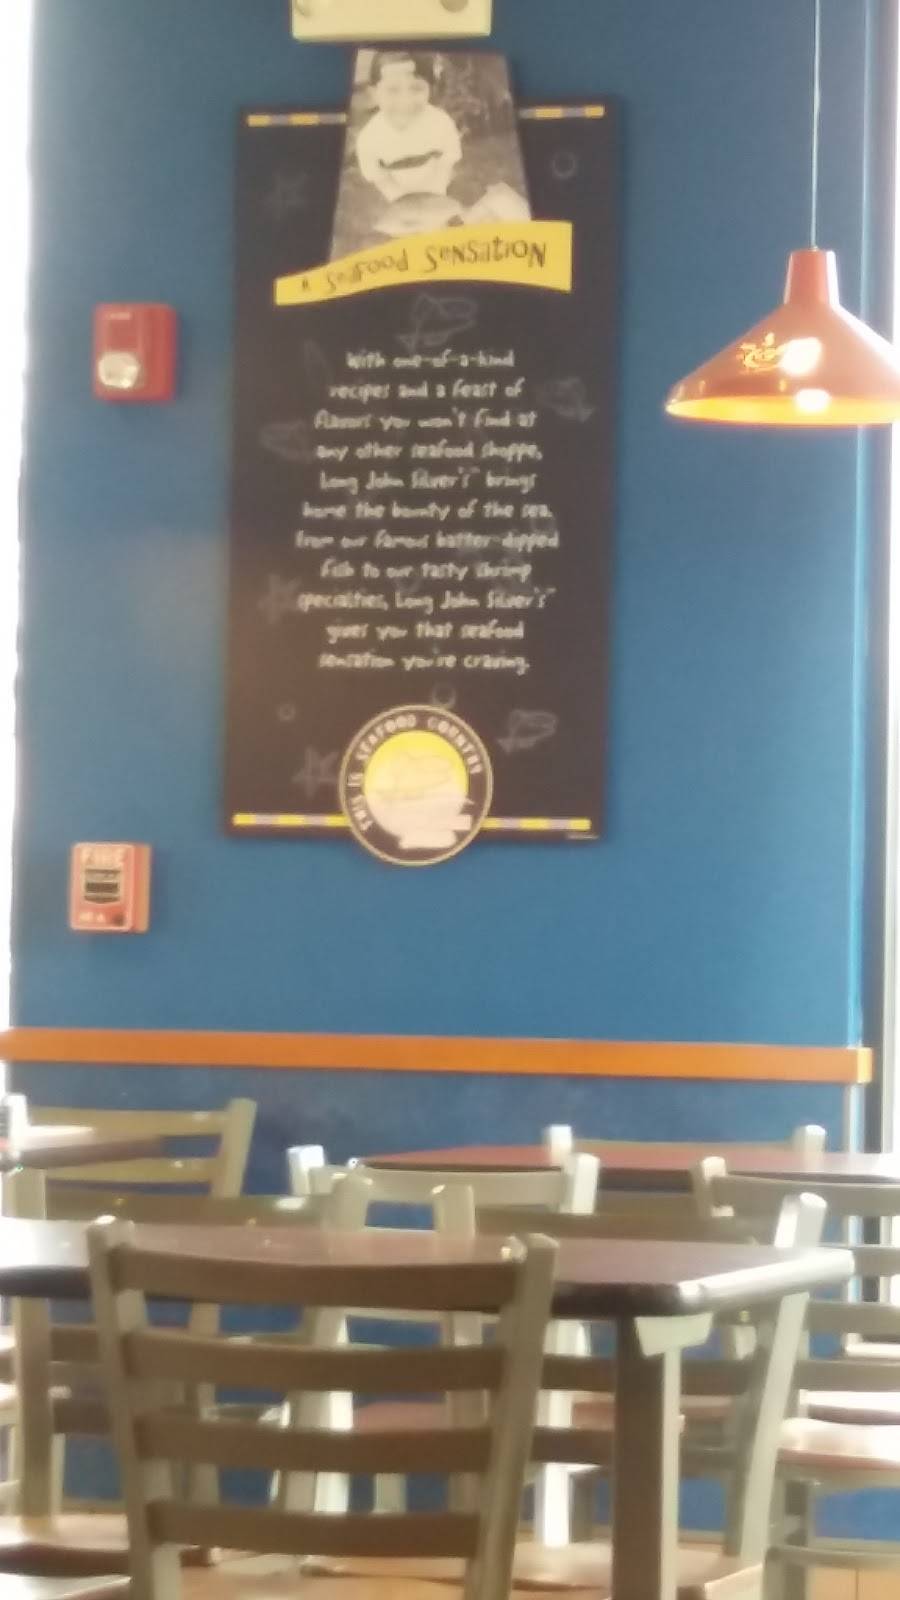 A SEAFOOD SENSATION
With one-of-a-kind
recipes and a feast of
flavors you won't find at
any other seafood shoppe,
Long John Silver's™ brings
home the bounty of the sea.
From our famous batter-dipped
fish to our tasty shrimp
specialties, Long John Silver's™
gives you that seafood
sensation you're craving.
THIS IS SEAFOOD COUNTRY
FIRE